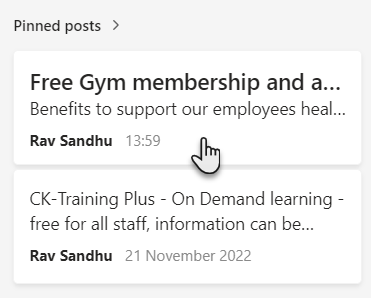 Pinned posts >
Free Gym membership and a...
Benefits to support our employees heal...
Rav Sandhu 13:59
CK-Training Plus - On Demand learning -
free for all staff, information can be...
Rav Sandhu 21 November 2022